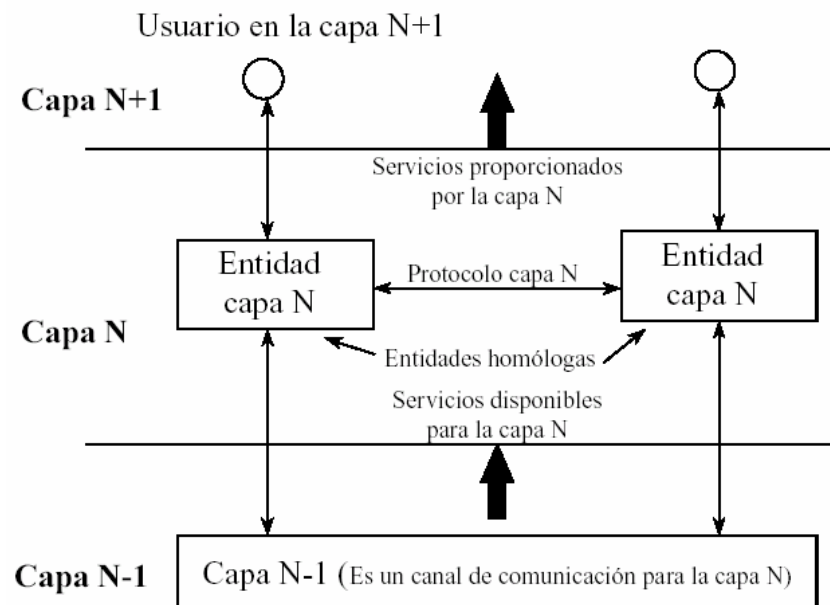 Usuario en la capa N+1
Capa N+1
Servicios proporcionados
por la capa N
Entidad
capa N
Protocolo capa N
Entidad
capa N
Capa N
Entidades homólogas
Servicios disponibles
para la capa N
Capa N-1
Capa N-1 (Es un canal de comunicación para la capa N)